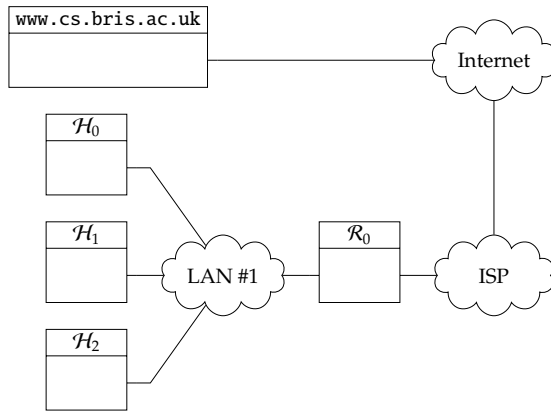 www.cs.bris.ac.uk
Internet
H₀
H₁
R₀
LAN #1
ISP
H₂